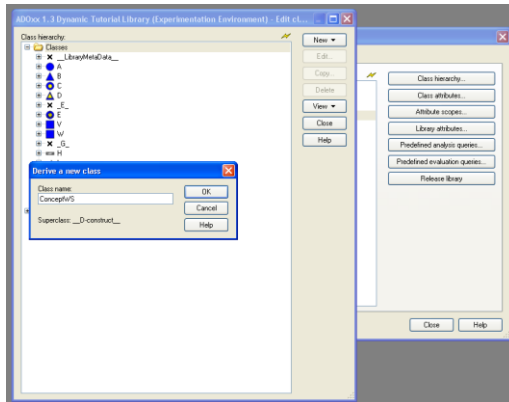 ADOxx 1.3 Dynamic Tutorial Library (Experimentation Environment) - Edit cl...
Class hierarchy:
Classes
__LibraryMetaData__
A
B
C
D
_E_
E
V
W
_G_
H
New
Edit...
Copy...
Delete
View
Close
Help
Derive a new class
Class name:
ConceptWS
Superclass: __D-construct__
OK
Cancel
Help
Class hierarchy...
Class attributes...
Attribute scopes...
Library attributes...
Predefined analysis queries...
Predefined evaluation queries...
Release library
Close
Help